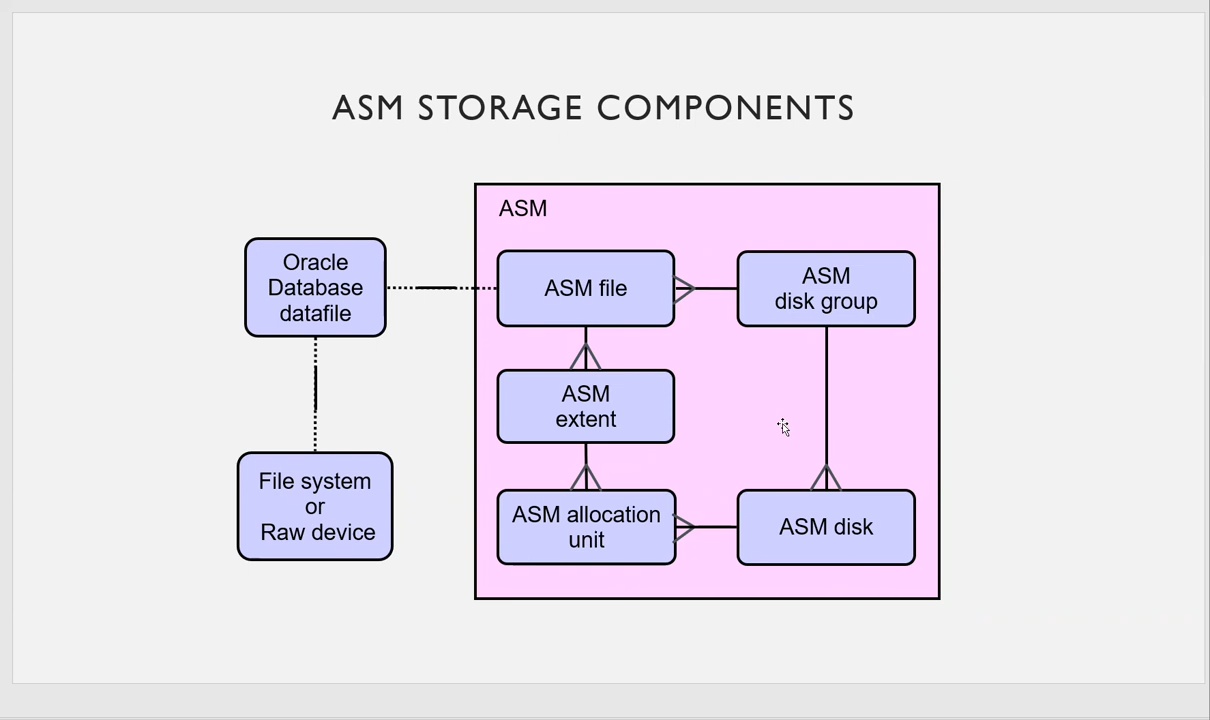 ASM STORAGE COMPONENTS
ASM
Oracle
Database
datafile
ASM file
ASM
disk group
ASM
extent
File system
or
Raw device
ASM allocation
unit
ASM disk